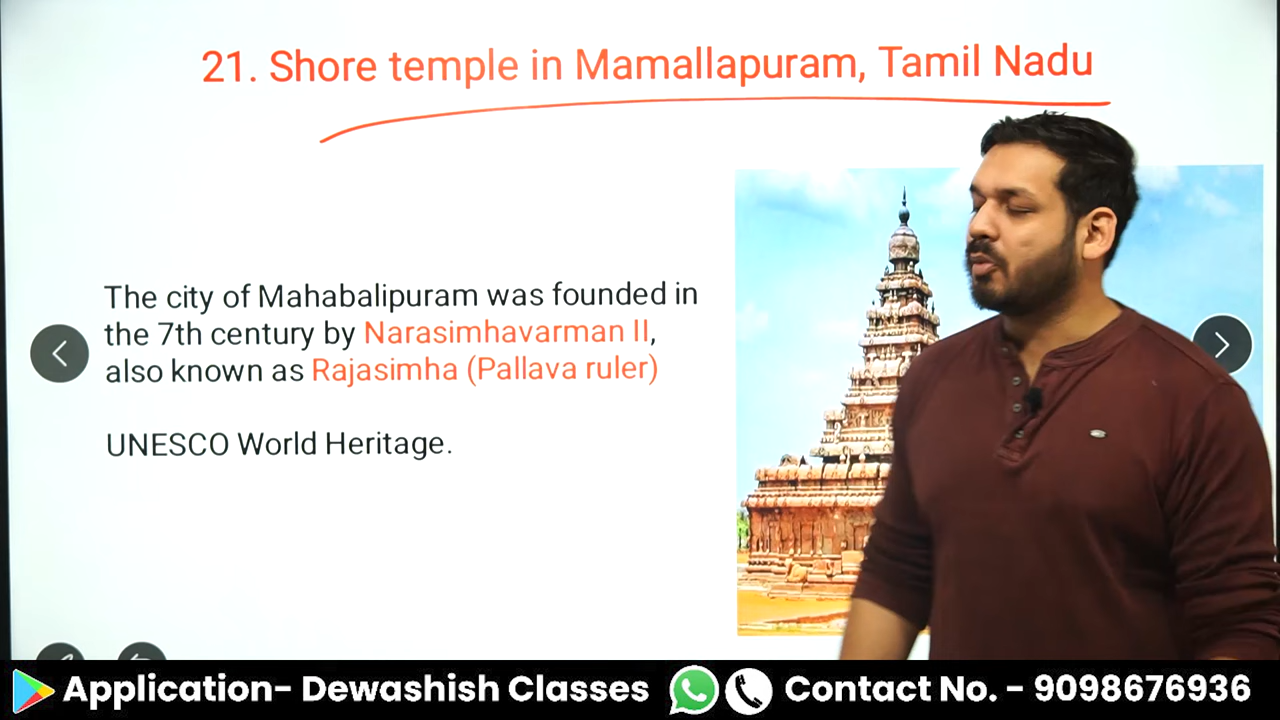 21. Shore temple in Mamallapuram, Tamil Nadu
The city of Mahabalipuram was founded in
the 7th century by Narasimhavarman II,
also known as Rajasimha (Pallava ruler)
UNESCO World Heritage.
Application- Dewashish Classes
Contact No. - 9098676936